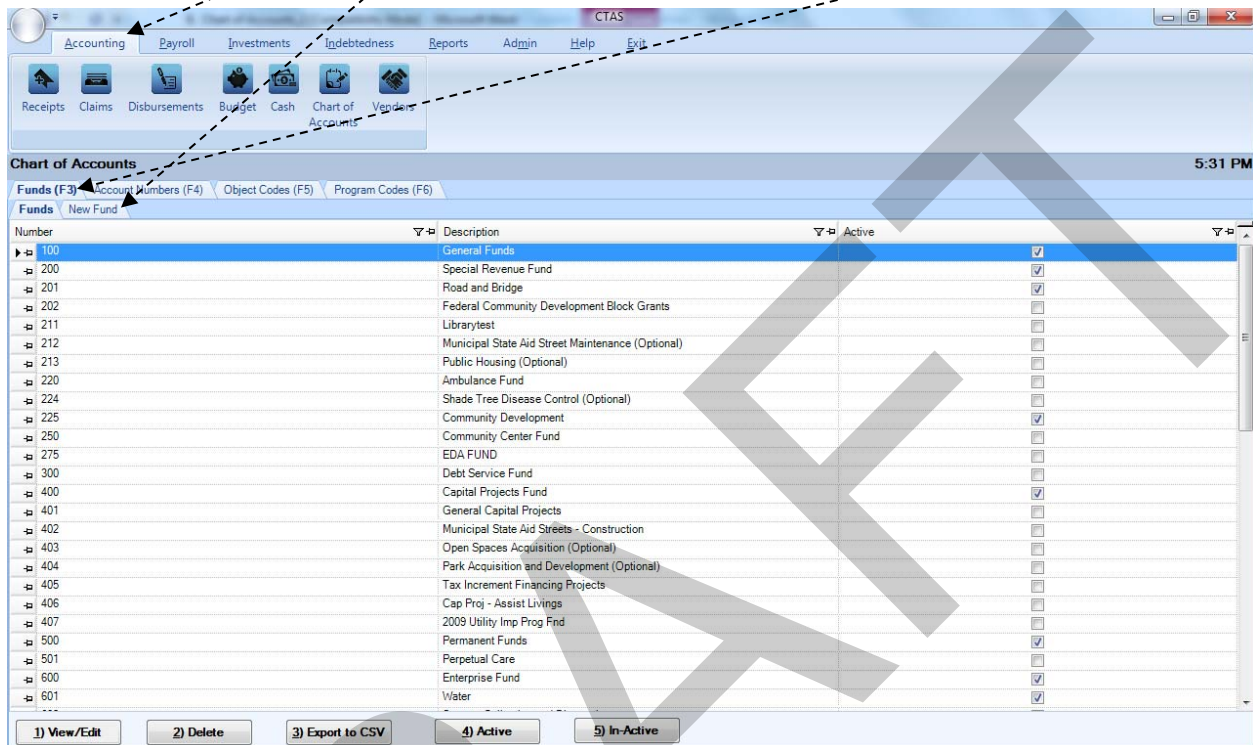 CTAS
Accounting Payroll Investments Indebtedness Reports Admin Help Exit
Receipts Claims Disbursements Budget Cash Chart of Accounts Vendors
Chart of Accounts 5:31 PM
Funds (F3) Account Numbers (F4) Object Codes (F5) Program Codes (F6)
Funds New Fund
Number Description Active
100 General Funds
200 Special Revenue Fund
201 Road and Bridge
202 Federal Community Development Block Grants
211 Librarytest
212 Municipal State Aid Street Maintenance (Optional)
213 Public Housing (Optional)
220 Ambulance Fund
224 Shade Tree Disease Control (Optional)
225 Community Development
250 Community Center Fund
275 EDA FUND
300 Debt Service Fund
400 Capital Projects Fund
401 General Capital Projects
402 Municipal State Aid Streets - Construction
403 Open Spaces Acquisition (Optional)
404 Park Acquisition and Development (Optional)
405 Tax Increment Financing Projects
406 Cap Proj - Assist Livings
407 2009 Utility Imp Prog Fnd
500 Permanent Funds
501 Perpetual Care
600 Enterprise Fund
601 Water
1) View/Edit 2) Delete 3) Export to CSV 4) Active 5) In-Active